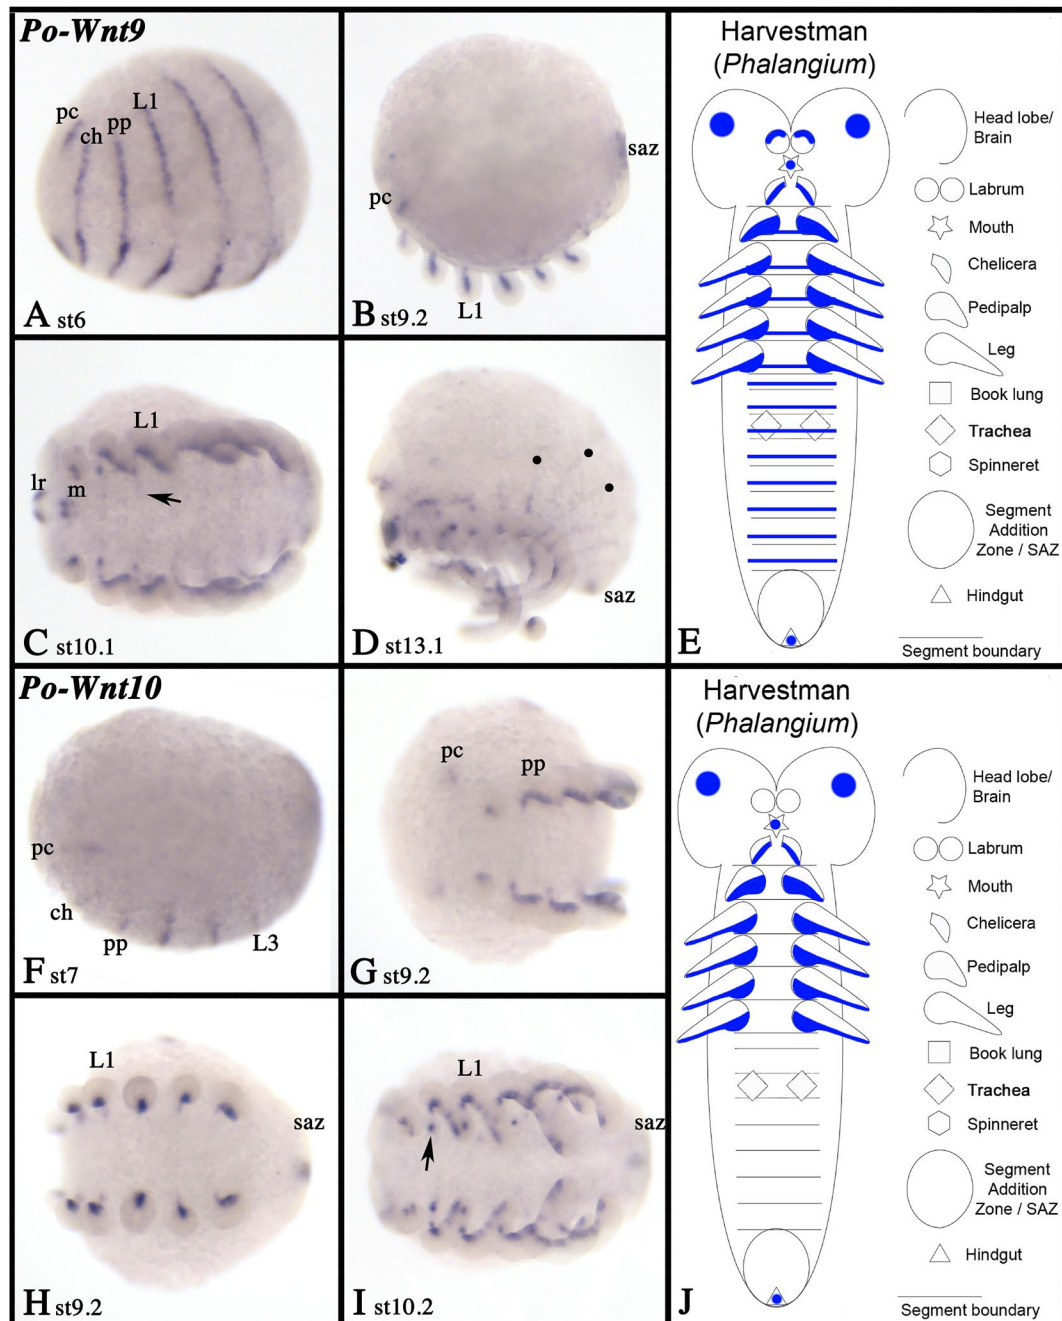 Po-Wnt9
pc
ch
pp
L1
A st6
pc
saz
L1
B st9.2
L1
lr
m
C st10.1
saz
D st13.1
Harvestman
(Phalangium)
Head lobe/
Brain
Labrum
Mouth
Chelicera
Pedipalp
Leg
Book lung
Trachea
Spinneret
Segment
Addition
Zone / SAZ
Hindgut
Segment boundary
E
Po-Wnt10
pc
ch
pp
L3
F st7
pc
pp
G st9.2
L1
saz
H st9.2
L1
saz
I st10.2
Harvestman
(Phalangium)
Head lobe/
Brain
Labrum
Mouth
Chelicera
Pedipalp
Leg
Book lung
Trachea
Spinneret
Segment
Addition
Zone / SAZ
Hindgut
Segment boundary
J